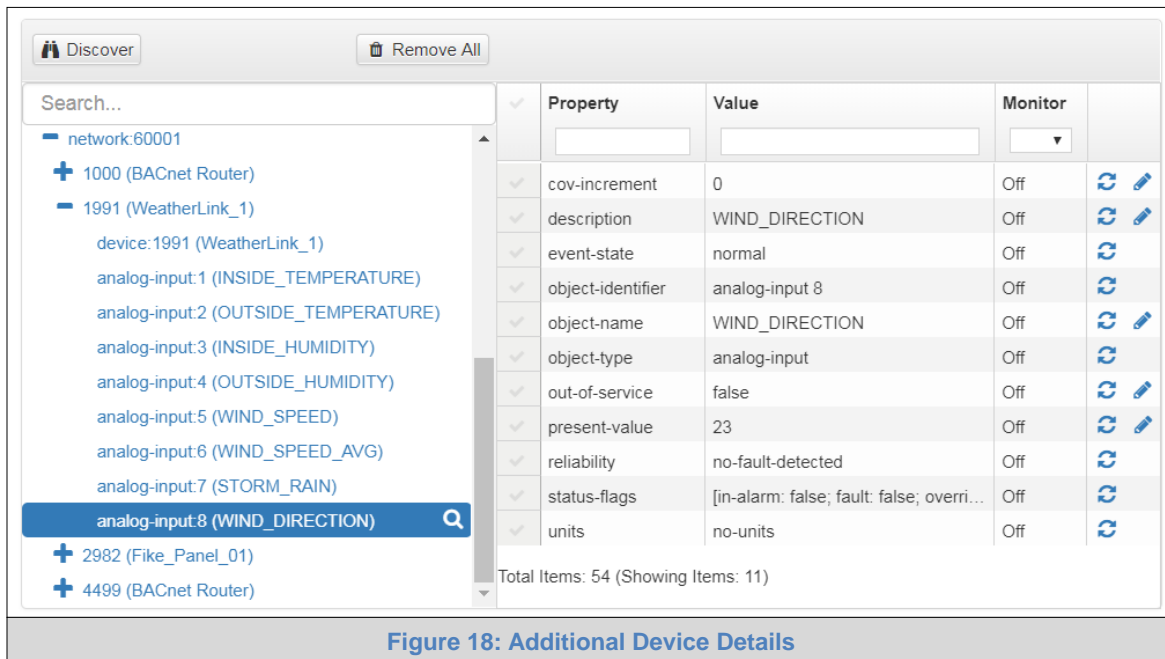 Discover
Remove All
Search...
network:60001
1000 (BACnet Router)
1991 (WeatherLink_1)
device:1991 (WeatherLink_1)
analog-input:1 (INSIDE_TEMPERATURE)
analog-input:2 (OUTSIDE_TEMPERATURE)
analog-input:3 (INSIDE_HUMIDITY)
analog-input:4 (OUTSIDE_HUMIDITY)
analog-input:5 (WIND_SPEED)
analog-input:6 (WIND_SPEED_AVG)
analog-input:7 (STORM_RAIN)
analog-input:8 (WIND_DIRECTION)
2982 (Fike_Panel_01)
4499 (BACnet Router)
Property Value Monitor
cov-increment 0 Off
description WIND_DIRECTION Off
event-state normal Off
object-identifier analog-input 8 Off
object-name WIND_DIRECTION Off
object-type analog-input Off
out-of-service false Off
present-value 23 Off
reliability no-fault-detected Off
status-flags [in-alarm: false; fault: false; overri... Off
units no-units Off
Total Items: 54 (Showing Items: 11)
Figure 18: Additional Device Details